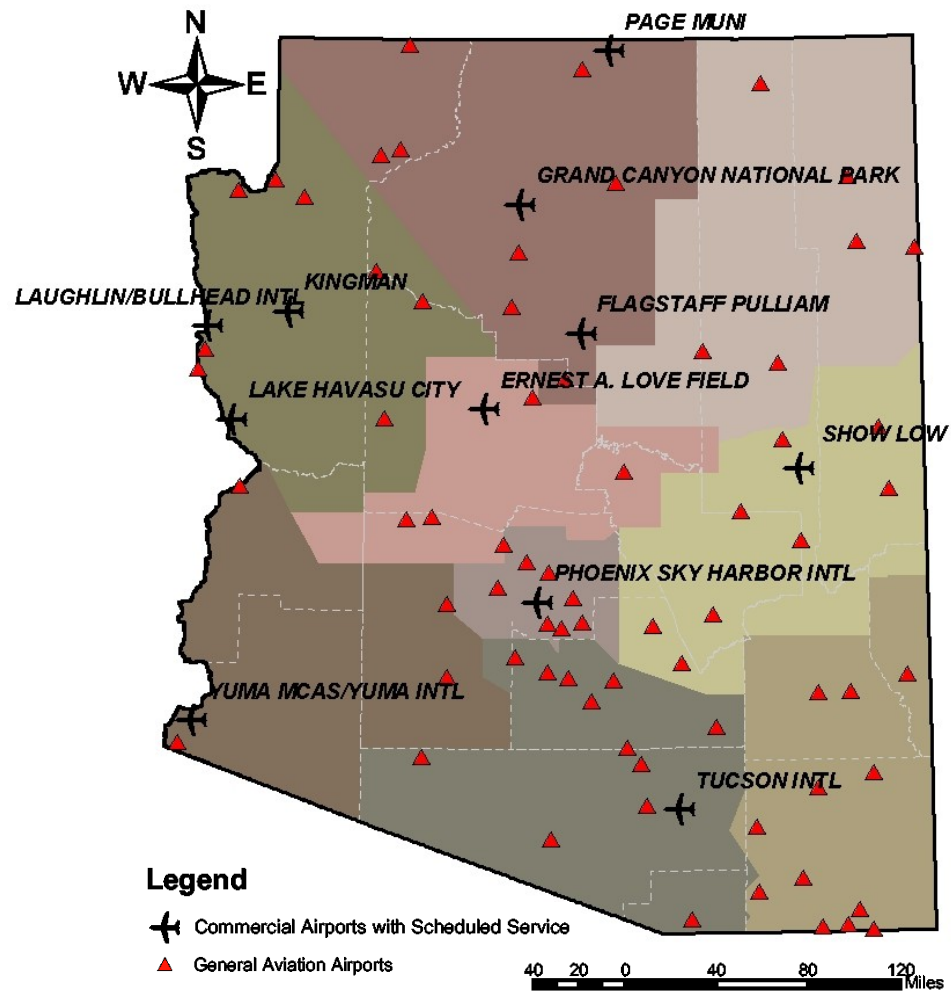 PAGE MUNI
N
W E
S
GRAND CANYON NATIONAL PARK
KINGMAN
LAUGHLIN/BULLHEAD INTL
FLAGSTAFF PULLIAM
LAKE HAVASU CITY
ERNEST A. LOVE FIELD
SHOW LOW
PHOENIX SKY HARBOR INTL
YUMA MCAS/YUMA INTL
TUCSON INTL
Legend
Commercial Airports with Scheduled Service
General Aviation Airports
40 20 0 40 80 120
Miles